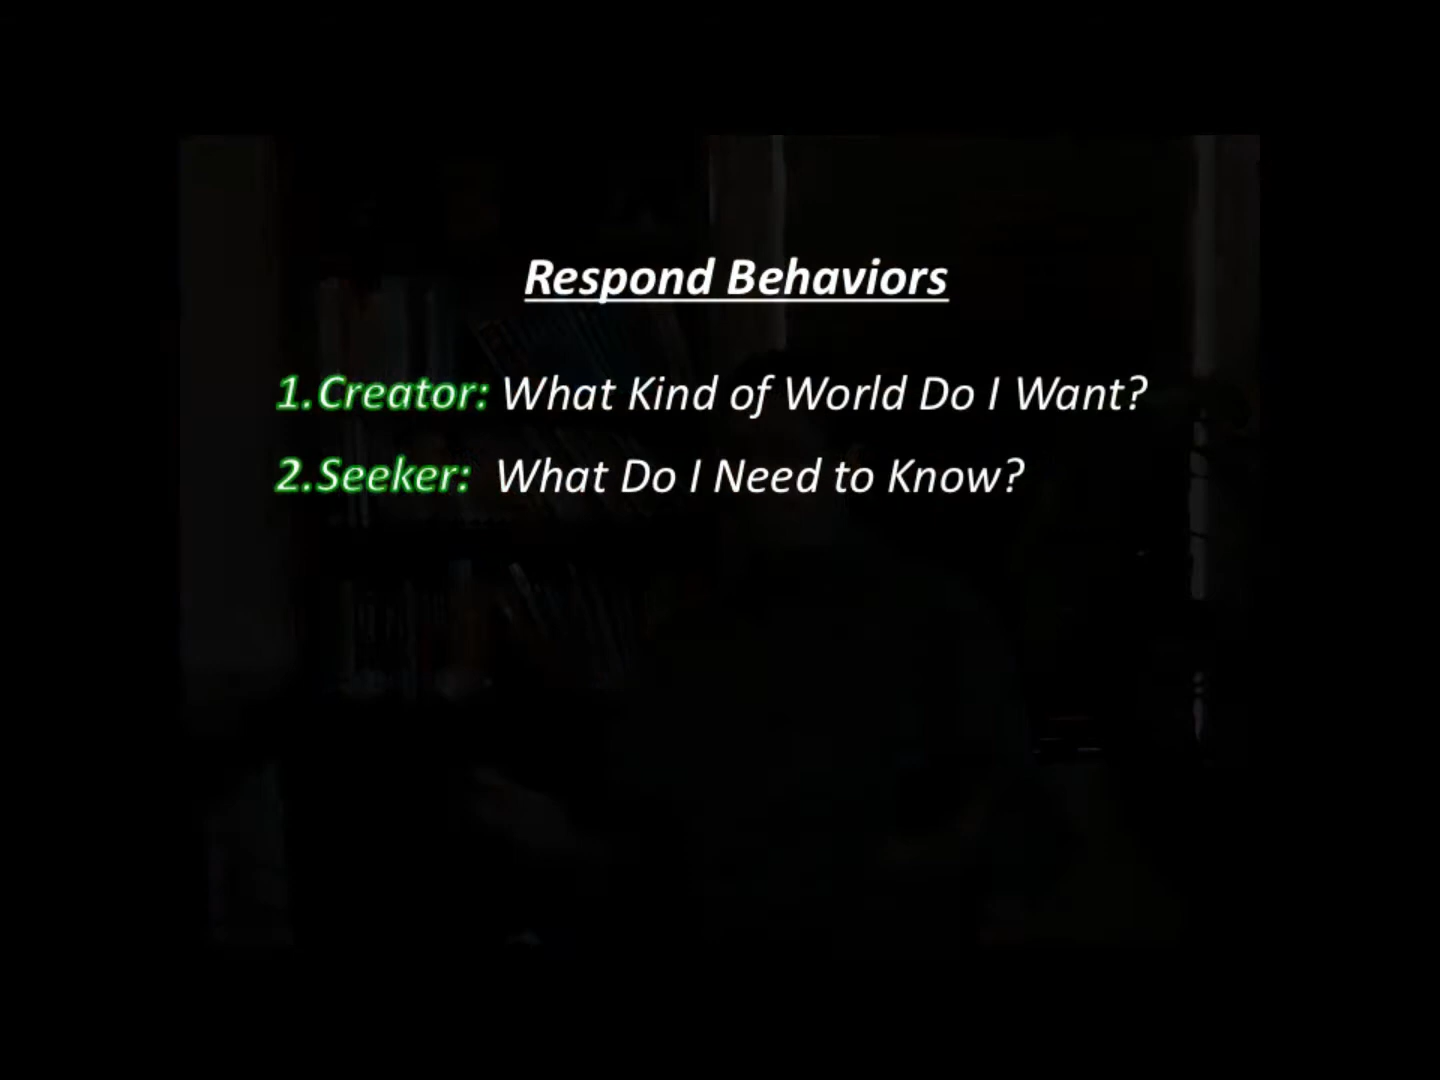 Respond Behaviors
1.Creator: What Kind of World Do I Want?
2.Seeker: What Do I Need to Know?